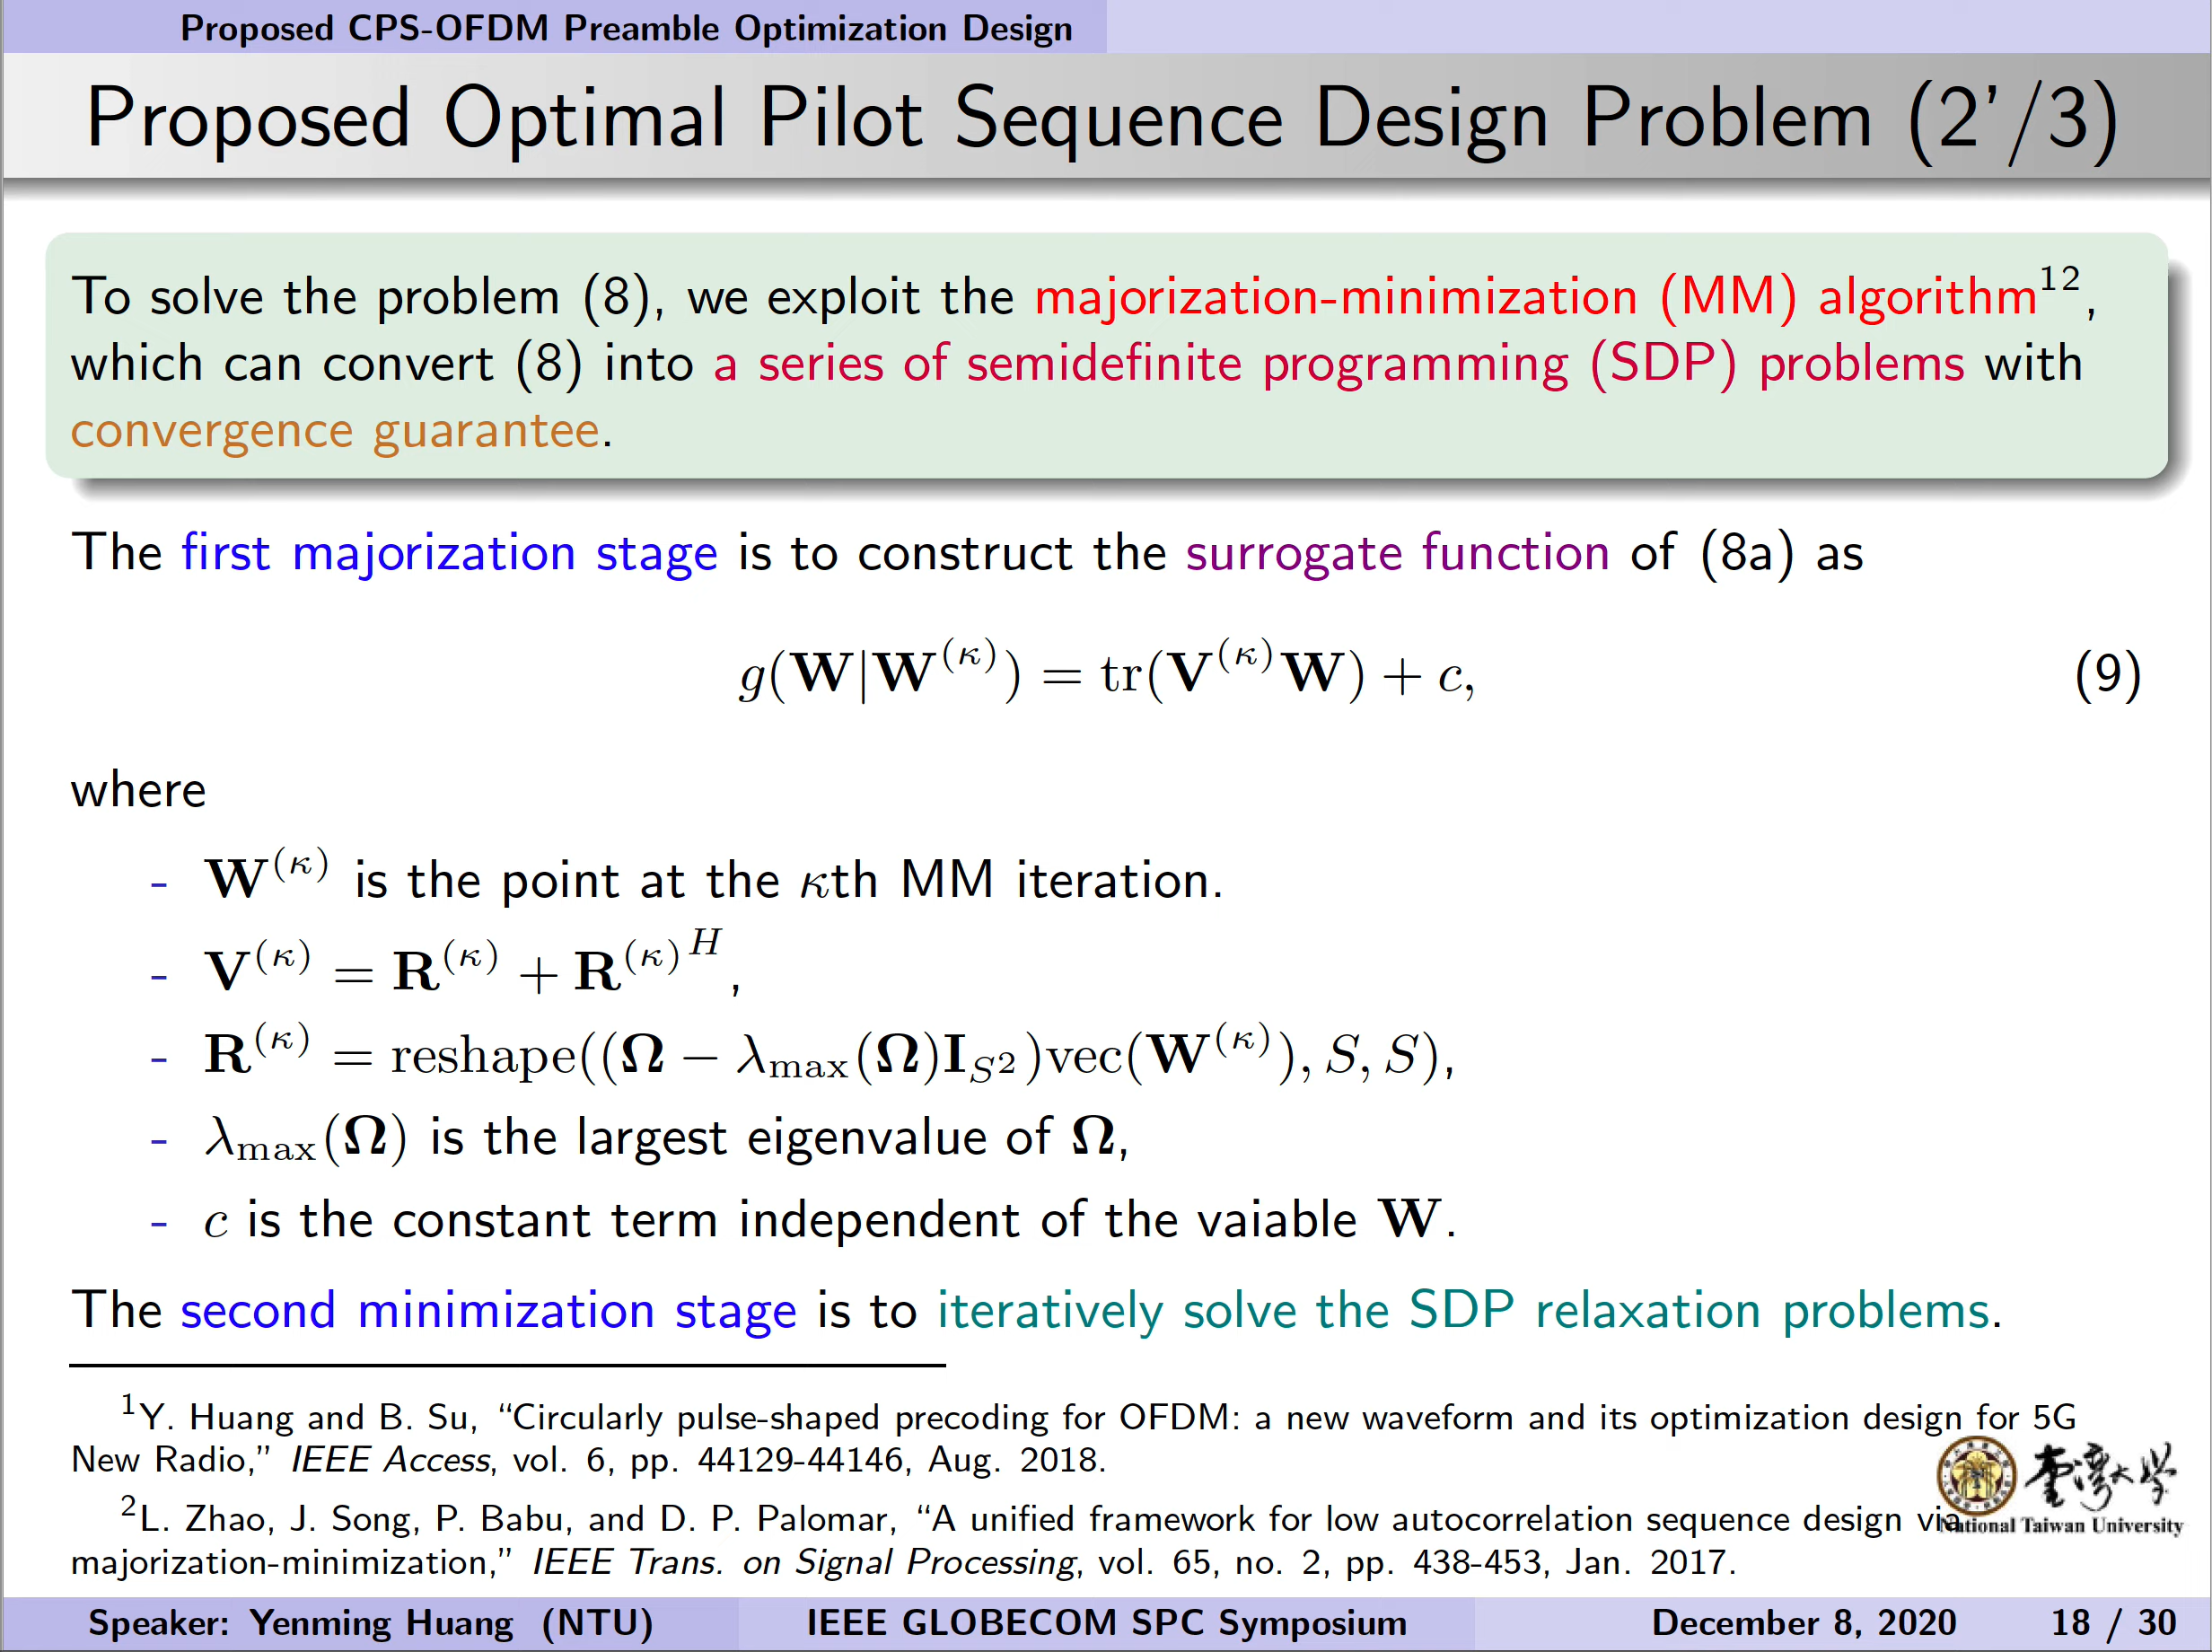 Proposed CPS-OFDM Preamble Optimization Design
Proposed Optimal Pilot Sequence Design Problem (2'/3)
To solve the problem (8), we exploit the majorization-minimization (MM) algorithm¹²,
which can convert (8) into a series of semidefinite programming (SDP) problems with
convergence guarantee.
The first majorization stage is to construct the surrogate function of (8a) as
g(W|W^(κ)) = tr(V^(κ)W) + c, (9)
where
- W^(κ) is the point at the κth MM iteration.
- V^(κ) = R^(κ) + R^(κ)^H,
- R^(κ) = reshape((Ω − λ_max(Ω)I_{S²})vec(W^(κ)), S, S),
- λ_max(Ω) is the largest eigenvalue of Ω,
- c is the constant term independent of the vaiable W.
The second minimization stage is to iteratively solve the SDP relaxation problems.
¹Y. Huang and B. Su, “Circularly pulse-shaped precoding for OFDM: a new waveform and its optimization design for 5G
New Radio,” IEEE Access, vol. 6, pp. 44129-44146, Aug. 2018.
²L. Zhao, J. Song, P. Babu, and D. P. Palomar, “A unified framework for low autocorrelation sequence design via
majorization-minimization,” IEEE Trans. on Signal Processing, vol. 65, no. 2, pp. 438-453, Jan. 2017.
臺灣大學
National Taiwan University
Speaker: Yenming Huang (NTU) IEEE GLOBECOM SPC Symposium December 8, 2020 18 / 30